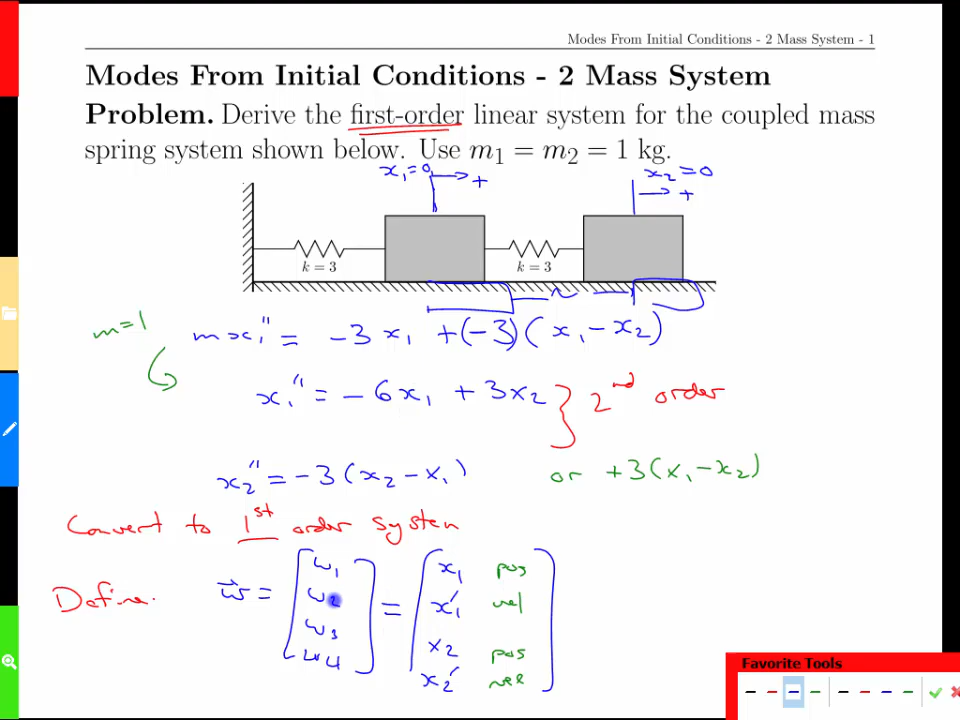 Modes From Initial Conditions - 2 Mass System - 1
Modes From Initial Conditions - 2 Mass System
Problem. Derive the first-order linear system for the coupled mass
spring system shown below. Use m₁ = m₂ = 1 kg.
x₁=0 → + x₂=0 → +
k = 3 k = 3
m=1 m x₁'' = -3 x₁ +(-3)(x₁ - x₂)
x₁'' = -6x₁ + 3x₂ } 2nd order
x₂'' = -3(x₂ - x₁) or +3(x₁ - x₂)
Convert to 1st order system
Define. w⃗ = [w₁ w₂ w₃ w₄] = [x₁ x₁' x₂ x₂']
pos
vel
pos
vel
Favorite Tools